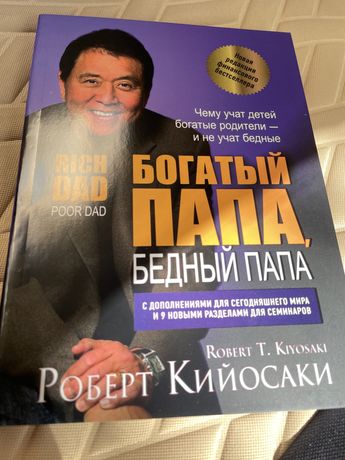 Новая
редакция
финансового
бестселлера
Чему учат детей
богатые родители —
и не учат бедные
RICH
DAD
POOR DAD
БОГАТЫЙ
ПАПА,
БЕДНЫЙ ПАПА
С ДОПОЛНЕНИЯМИ ДЛЯ СЕГОДНЯШНЕГО МИРА
И 9 НОВЫМИ РАЗДЕЛАМИ ДЛЯ СЕМИНАРОВ
ROBERT T. KIYOSAKI
РОБЕРТ КИЙОСАКИ